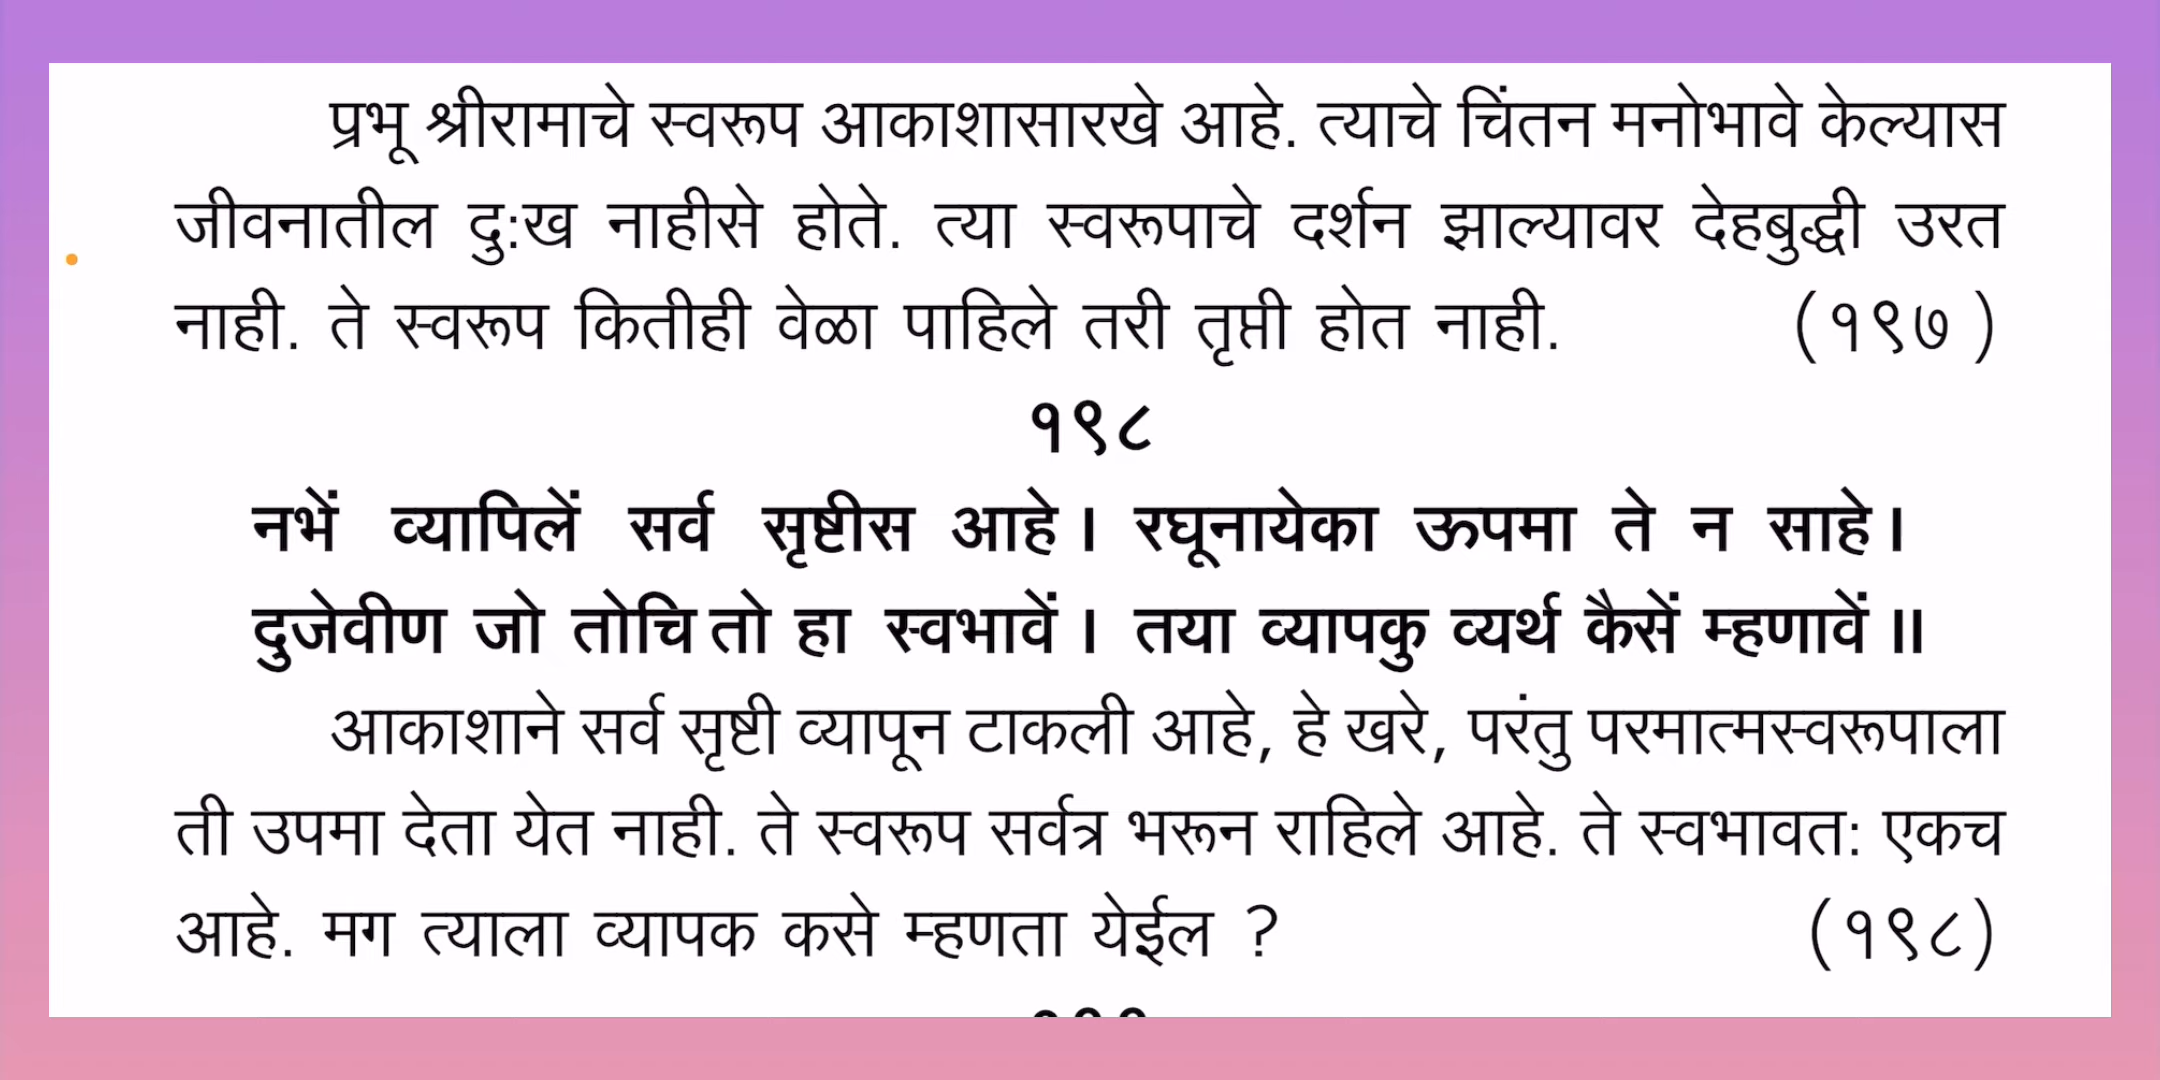 प्रभू श्रीरामाचे स्वरूप आकाशासारखे आहे. त्याचे चिंतन मनोभावे केल्यास
जीवनातील दु:ख नाहीसे होते. त्या स्वरूपाचे दर्शन झाल्यावर देहबुद्धी उरत
नाही. ते स्वरूप कितीही वेळा पाहिले तरी तृप्ती होत नाही. (१९७ )
१९८
नभें व्यापिलें सर्व सृष्टीस आहे। रघूनायेका ऊपमा ते न साहे।
दुजेवीण जो तोचि तो हा स्वभावें। तया व्यापकु व्यर्थ कैसें म्हणावें॥
आकाशाने सर्व सृष्टी व्यापून टाकली आहे, हे खरे, परंतु परमात्मस्वरूपाला
ती उपमा देता येत नाही. ते स्वरूप सर्वत्र भरून राहिले आहे. ते स्वभावत: एकच
आहे. मग त्याला व्यापक कसे म्हणता येईल ? (१९८)